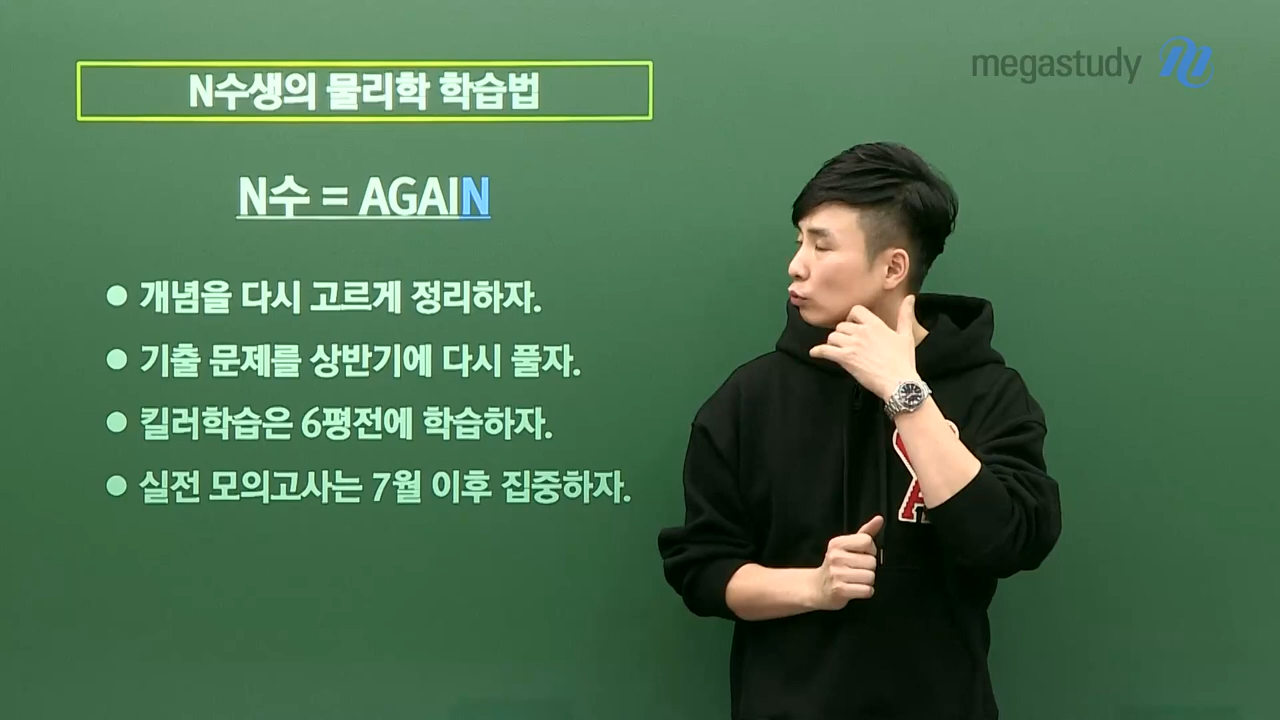 megastudy
N수생의 물리학 학습법
N수 = AGAIN
● 개념을 다시 고르게 정리하자.
● 기출 문제를 상반기에 다시 풀자.
● 킬러학습은 6평전에 학습하자.
● 실전 모의고사는 7월 이후 집중하자.